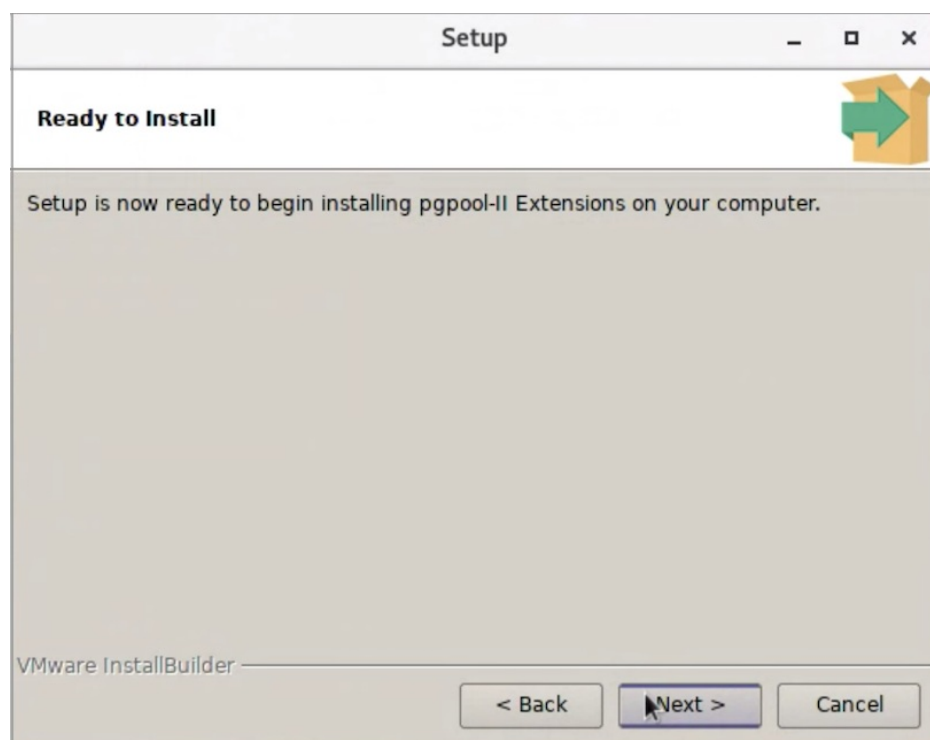 Setup
Ready to Install
Setup is now ready to begin installing pgpool-II Extensions on your computer.
VMware InstallBuilder
< Back
Next >
Cancel